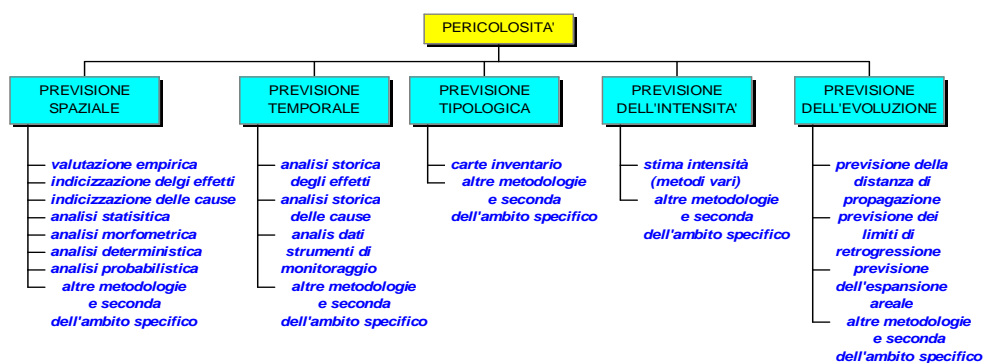 PERICOLOSITA'
PREVISIONE
SPAZIALE
valutazione empirica
indicizzazione delgi effetti
indicizzazione delle cause
analisi statisitica
analisi morfometrica
analisi deterministica
analisi probabilistica
altre metodologie
e seconda
dell'ambito specifico
PREVISIONE
TEMPORALE
analisi storica
degli effetti
analisi storica
delle cause
analis dati
strumenti di
monitoraggio
altre metodologie
e seconda
dell'ambito specifico
PREVISIONE
TIPOLOGICA
carte inventario
altre metodologie
e seconda
dell'ambito specifico
PREVISIONE
DELL'INTENSITA'
stima intensità
(metodi vari)
altre metodologie
e seconda
dell'ambito specifico
PREVISIONE
DELL'EVOLUZIONE
previsione della
distanza di
propagazione
previsione dei
limiti di
retrogressione
previsione
dell'espansione
areale
altre metodologie
e seconda
dell'ambito specifico